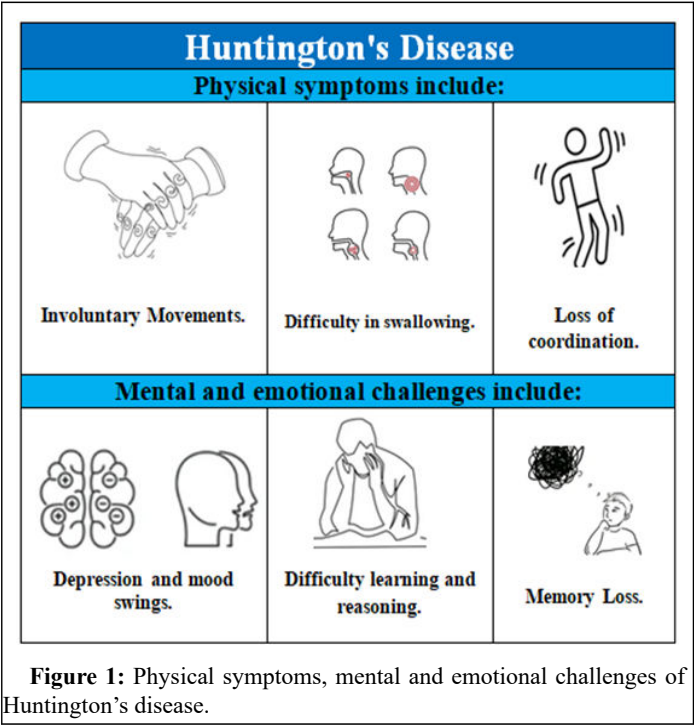 Huntington's Disease
Physical symptoms include:
Involuntary Movements.
Difficulty in swallowing.
Loss of
coordination.
Mental and emotional challenges include:
Depression and mood
swings.
Difficulty learning and
reasoning.
Memory Loss.
Figure 1: Physical symptoms, mental and emotional challenges of
Huntington’s disease.